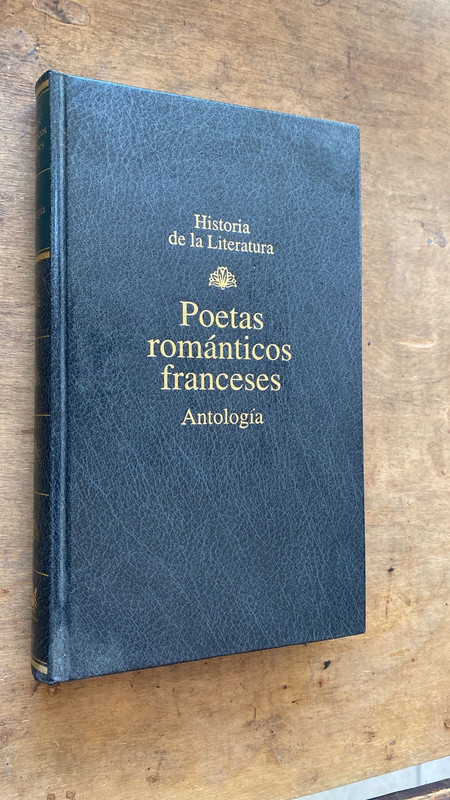 Historia
de la Literatura
Poetas
románticos
franceses
Antología